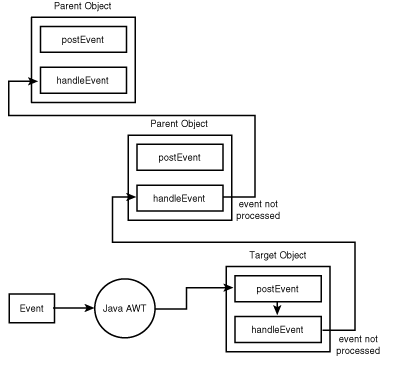 Parent Object
postEvent
handleEvent
Parent Object
postEvent
handleEvent
event not
processed
Target Object
postEvent
Event
Java AWT
handleEvent
event not
processed